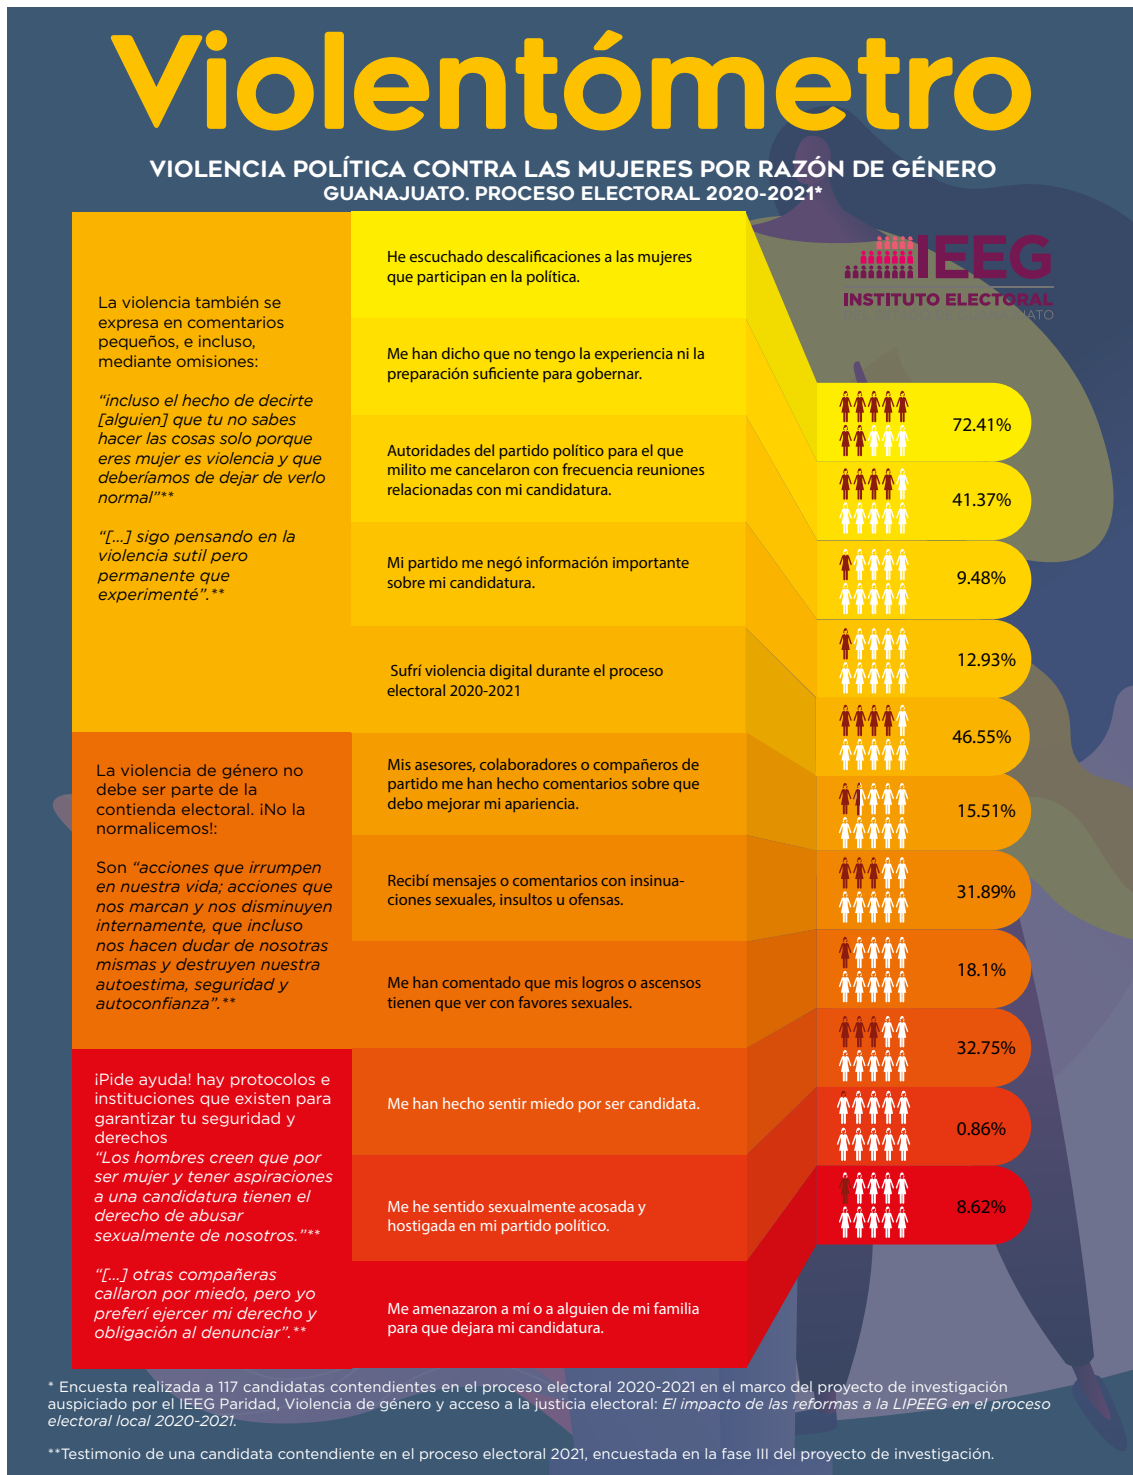 Violentómetro
VIOLENCIA POLÍTICA CONTRA LAS MUJERES POR RAZÓN DE GÉNERO
GUANAJUATO. PROCESO ELECTORAL 2020-2021*
IEEG
INSTITUTO ELECTORAL
DEL ESTADO DE GUANAJUATO
La violencia también se
expresa en comentarios
pequeños, e incluso,
mediante omisiones:
“incluso el hecho de decirte
[alguien] que tu no sabes
hacer las cosas solo porque
eres mujer es violencia y que
deberíamos de dejar de verlo
normal”**
“[...] sigo pensando en la
violencia sutil pero
permanente que
experimenté”.**
La violencia de género no
debe ser parte de la
contienda electoral. ¡No la
normalicemos!:
Son “acciones que irrumpen
en nuestra vida; acciones que
nos marcan y nos disminuyen
internamente, que incluso
nos hacen dudar de nosotras
mismas y destruyen nuestra
autoestima, seguridad y
autoconfianza”.**
¡Pide ayuda! hay protocolos e
instituciones que existen para
garantizar tu seguridad y
derechos
“Los hombres creen que por
ser mujer y tener aspiraciones
a una candidatura tienen el
derecho de abusar
sexualmente de nosotros.”**
“[...] otras compañeras
callaron por miedo, pero yo
preferí ejercer mi derecho y
obligación al denunciar”.**
He escuchado descalificaciones a las mujeres
que participan en la política.
Me han dicho que no tengo la experiencia ni la
preparación suficiente para gobernar.
Autoridades del partido político para el que
milito me cancelaron con frecuencia reuniones
relacionadas con mi candidatura.
Mi partido me negó información importante
sobre mi candidatura.
Sufrí violencia digital durante el proceso
electoral 2020-2021
Mis asesores, colaboradores o compañeros de
partido me han hecho comentarios sobre que
debo mejorar mi apariencia.
Recibí mensajes o comentarios con insinua-
ciones sexuales, insultos u ofensas.
Me han comentado que mis logros o ascensos
tienen que ver con favores sexuales.
Me han hecho sentir miedo por ser candidata.
Me he sentido sexualmente acosada y
hostigada en mi partido político.
Me amenazaron a mí o a alguien de mi familia
para que dejara mi candidatura.
72.41%
41.37%
9.48%
12.93%
46.55%
15.51%
31.89%
18.1%
32.75%
0.86%
8.62%
* Encuesta realizada a 117 candidatas contendientes en el proceso electoral 2020-2021 en el marco del proyecto de investigación
auspiciado por el IEEG Paridad, Violencia de género y acceso a la justicia electoral: El impacto de las reformas a la LIPEEG en el proceso
electoral local 2020-2021.
**Testimonio de una candidata contendiente en el proceso electoral 2021, encuestada en la fase III del proyecto de investigación.